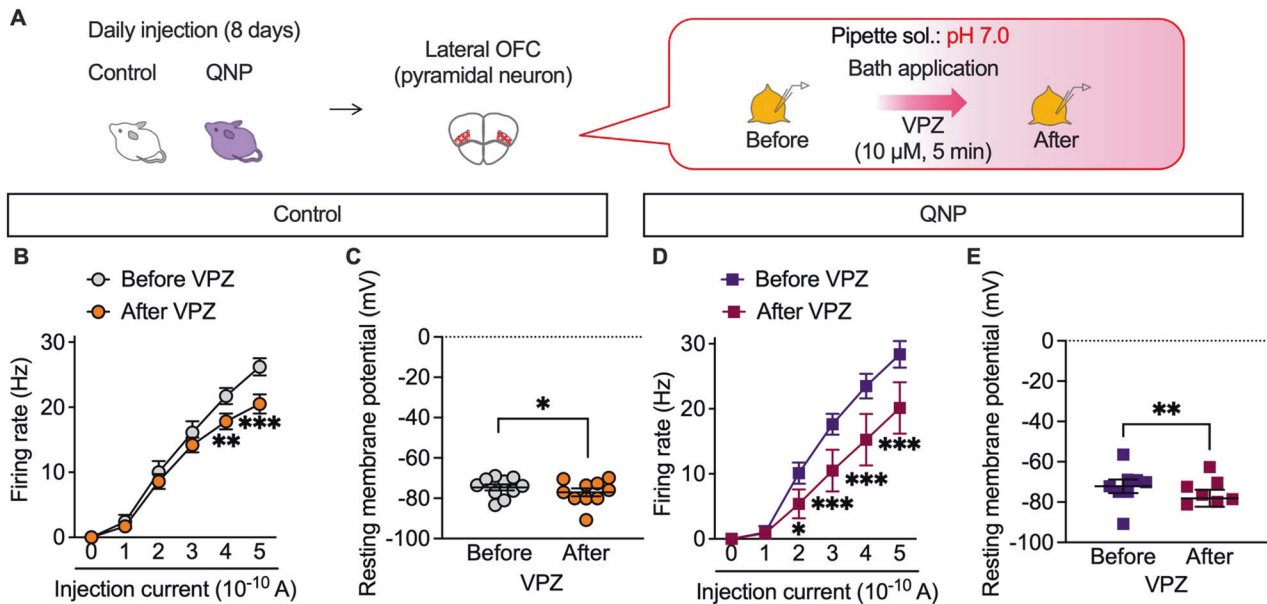 A
Daily injection (8 days)
Control
QNP
Lateral OFC
(pyramidal neuron)
Pipette sol.: pH 7.0
Bath application
Before
VPZ
(10 µM, 5 min)
After
Control
QNP
B
Before VPZ
After VPZ
Firing rate (Hz)
30
20
10
0
**
***
0 1 2 3 4 5
Injection current (10⁻¹⁰ A)
C
Resting membrane potential (mV)
0
-20
-40
-60
-80
-100
*
Before After
VPZ
D
Before VPZ
After VPZ
Firing rate (Hz)
30
20
10
0
*
***
***
***
0 1 2 3 4 5
Injection current (10⁻¹⁰ A)
E
Resting membrane potential (mV)
0
-20
-40
-60
-80
-100
**
Before After
VPZ